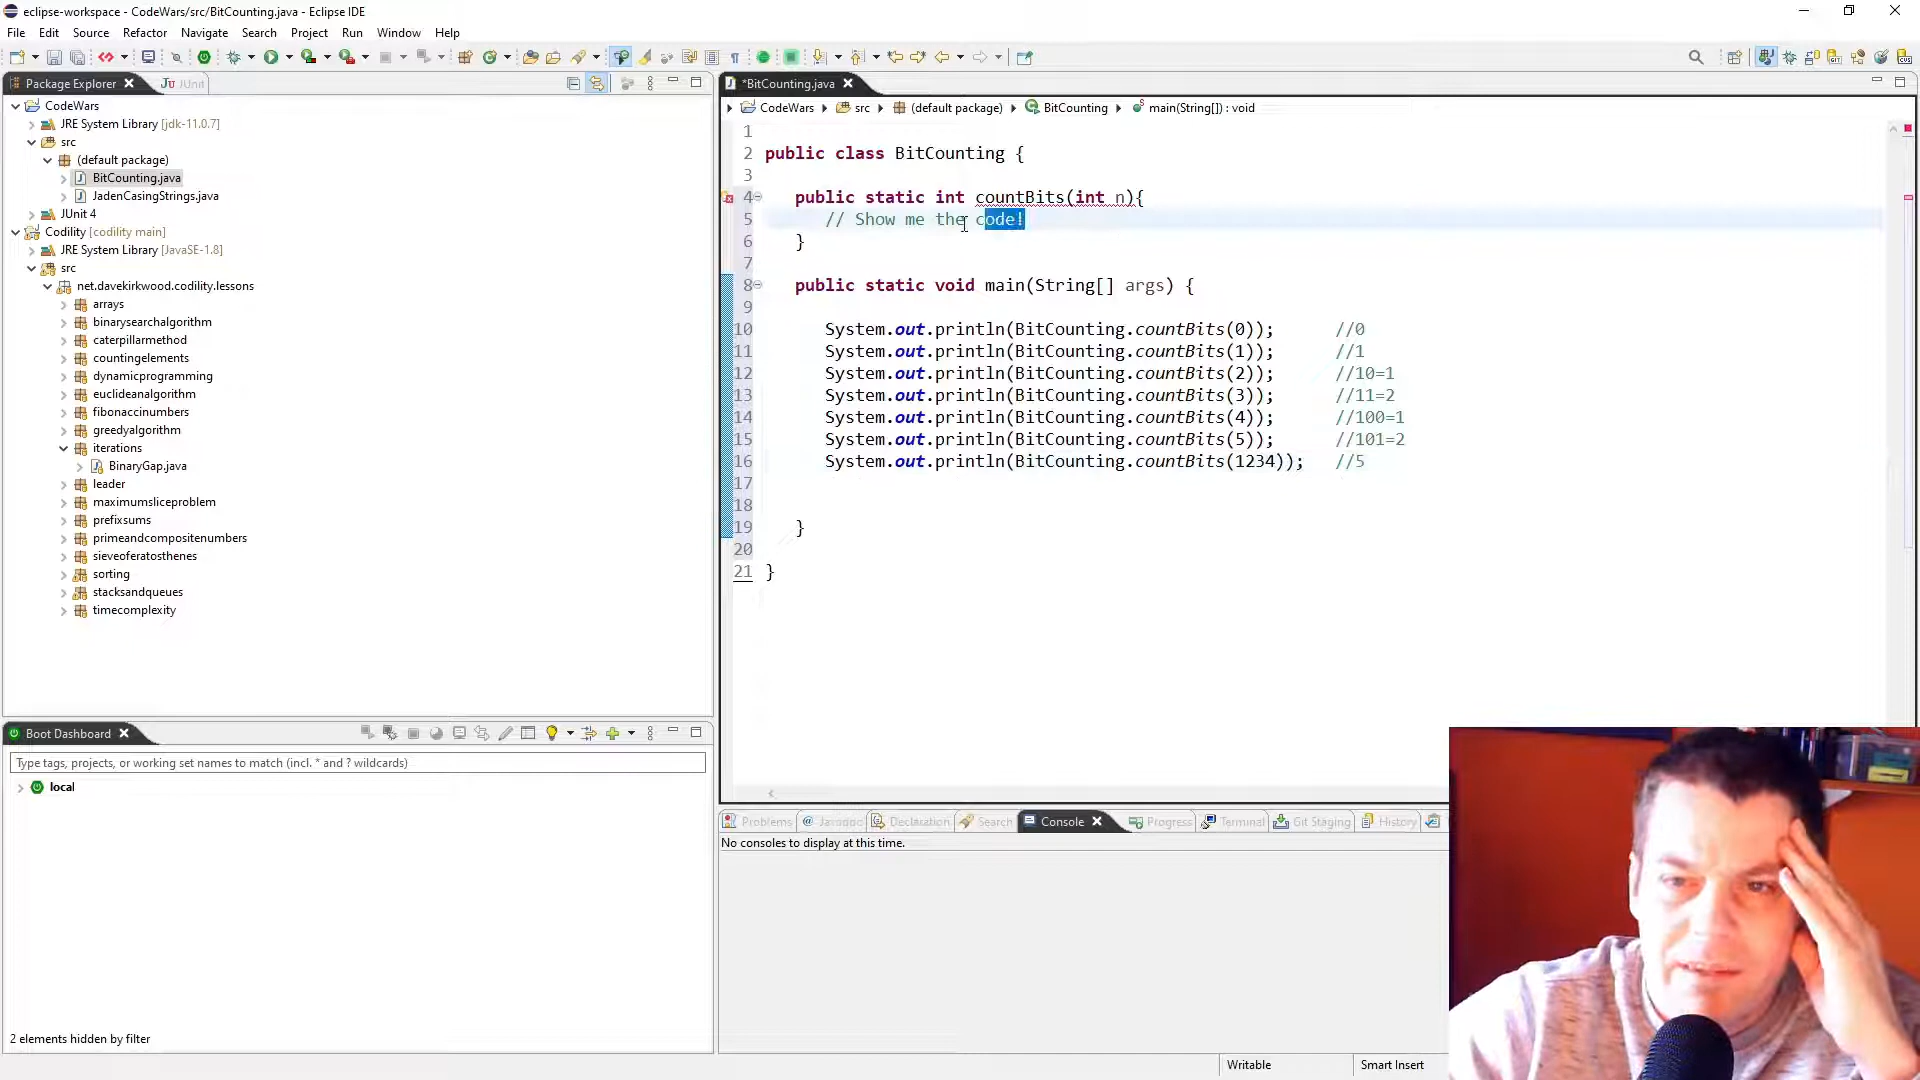 eclipse-workspace - CodeWars/src/BitCounting.java - Eclipse IDE
File Edit Source Refactor Navigate Search Project Run Window Help
Package Explorer
JUnit
CodeWars
JRE System Library [jdk-11.0.7]
src
(default package)
BitCounting.java
JadenCasingStrings.java
JUnit 4
Codility [codility main]
JRE System Library [JavaSE-1.8]
src
net.davekirkwood.codility.lessons
arrays
binarysearchalgorithm
caterpillarmethod
countingelements
dynamicprogramming
euclideanalgorithm
fibonaccinumbers
greedyalgorithm
iterations
BinaryGap.java
leader
maximumsliceproblem
prefixsums
primeandcompositenumbers
sieveoferatosthenes
sorting
stacksandqueues
timecomplexity
Boot Dashboard
Type tags, projects, or working set names to match (incl. * and ? wildcards)
local
2 elements hidden by filter
*BitCounting.java
CodeWars src (default package) BitCounting main(String[]) : void
1
2 public class BitCounting {
3
4 public static int countBits(int n){
5 // Show me the code!
6 }
7
8 public static void main(String[] args) {
9
10 System.out.println(BitCounting.countBits(0)); //0
11 System.out.println(BitCounting.countBits(1)); //1
12 System.out.println(BitCounting.countBits(2)); //10=1
13 System.out.println(BitCounting.countBits(3)); //11=2
14 System.out.println(BitCounting.countBits(4)); //100=1
15 System.out.println(BitCounting.countBits(5)); //101=2
16 System.out.println(BitCounting.countBits(1234)); //5
17
18
19 }
20
21 }
Problems Javadoc Declaration Search Console Progress Terminal Git Staging History
No consoles to display at this time.
Writable Smart Insert